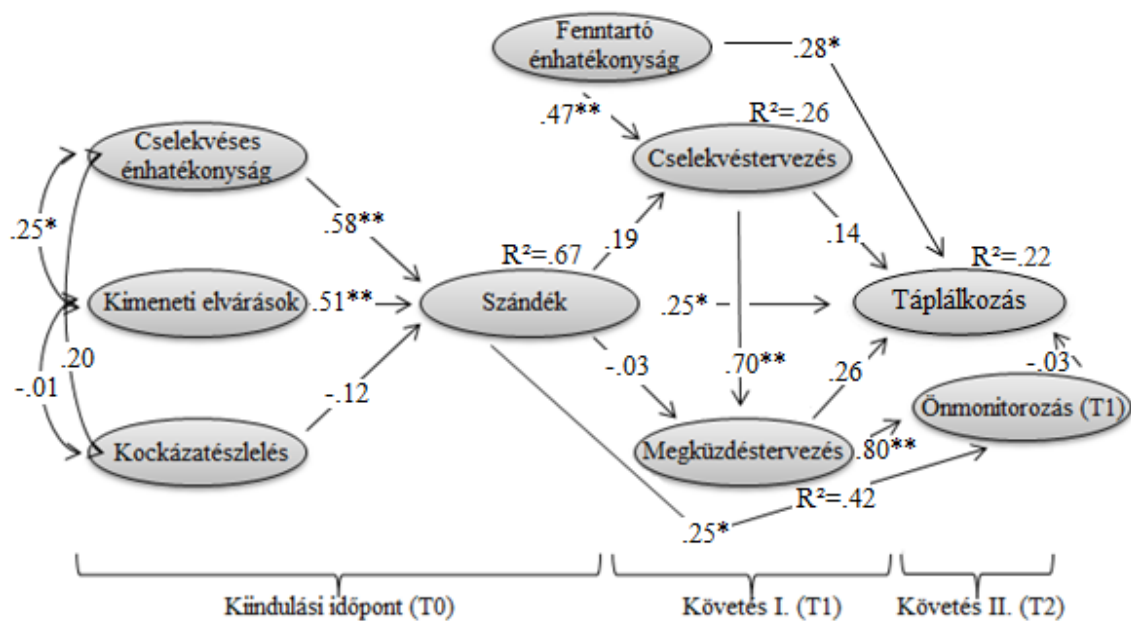 Fenntartó
énhatékonyság
.28*
.47**
R²=.26
Cselekvéses
énhatékonyság
Cselekvéstervezés
.25*
.58**
.19
.14
R²=.67
R²=.22
Kimeneti elvárások
.51**
Szándék
.25*
Táplálkozás
.20
-.01
-.12
-.03
.70**
.26
-.03
Önmonitorozás (T1)
Kockázatészlelés
Megküzdéstervezés
.80**
R²=.42
.25*
Kiindulási időpont (T0)
Követés I. (T1)
Követés II. (T2)